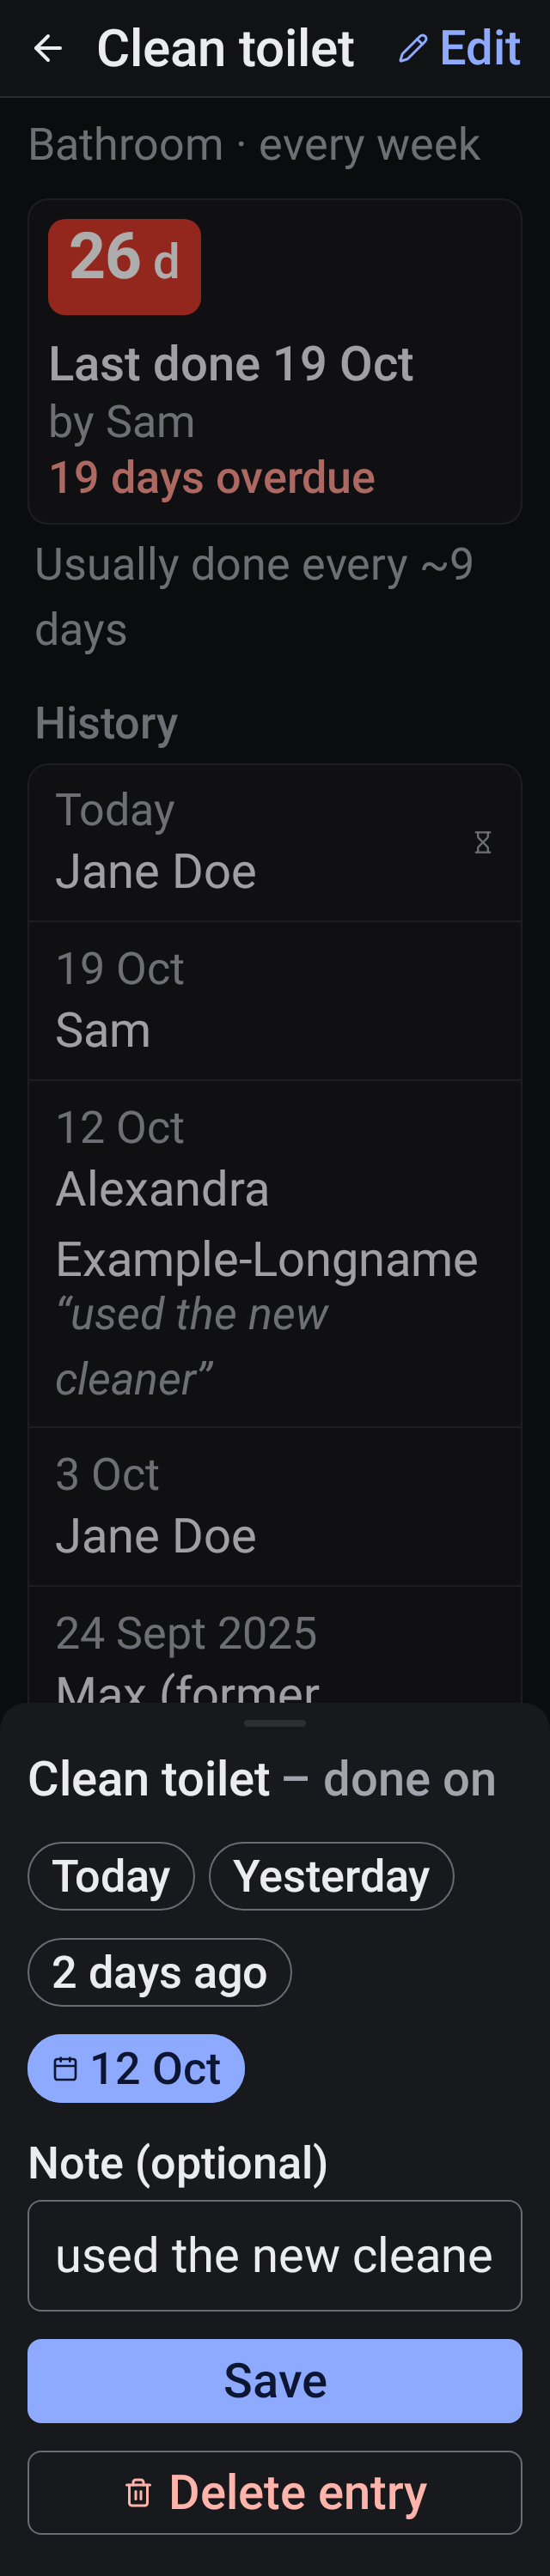 Clean toilet
Edit
Bathroom · every week
26 d
Last done 19 Oct
by Sam
19 days overdue
Usually done every ~9
days
History
Today
Jane Doe
19 Oct
Sam
12 Oct
Alexandra
Example-Longname
“used the new
cleaner”
3 Oct
Jane Doe
24 Sept 2025
Max (former
Clean toilet – done on
Today
Yesterday
2 days ago
12 Oct
Note (optional)
used the new cleane
Save
Delete entry